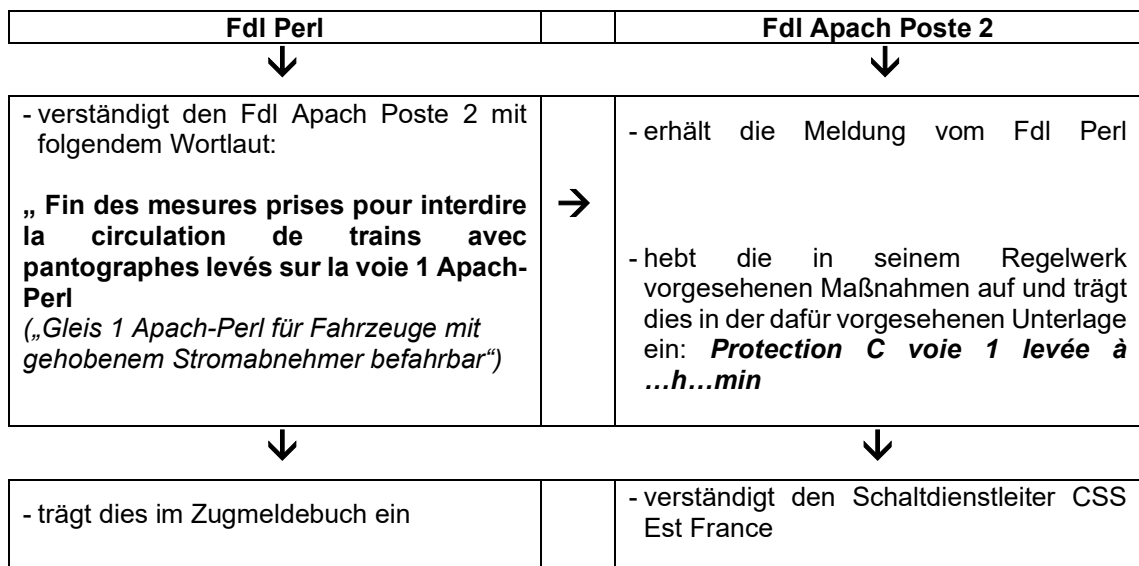 Fdl Perl
Fdl Apach Poste 2
- verständigt den Fdl Apach Poste 2 mit
folgendem Wortlaut:
„ Fin des mesures prises pour interdire
la circulation de trains avec
pantographes levés sur la voie 1 Apach-
Perl
(„Gleis 1 Apach-Perl für Fahrzeuge mit
gehobenem Stromabnehmer befahrbar“)
- erhält die Meldung vom Fdl Perl
- hebt die in seinem Regelwerk
vorgesehenen Maßnahmen auf und trägt
dies in der dafür vorgesehenen Unterlage
ein: Protection C voie 1 levée à
…h…min
- trägt dies im Zugmeldebuch ein
- verständigt den Schaltdienstleiter CSS
Est France